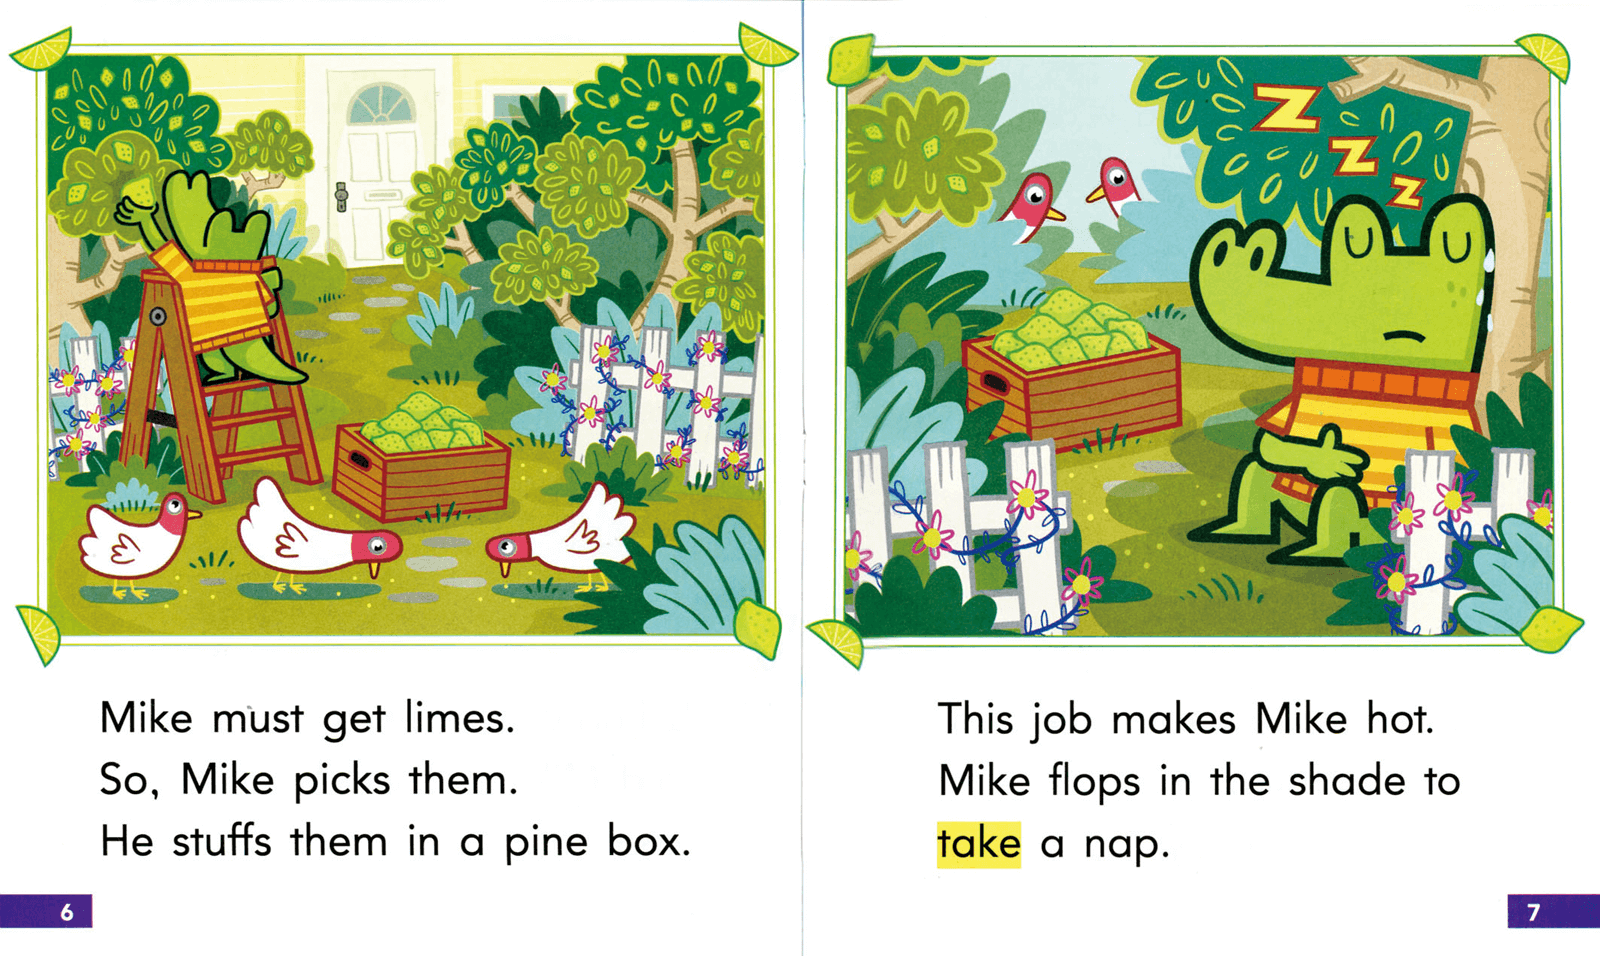 Z
Z
Z
Mike must get limes.
So, Mike picks them.
He stuffs them in a pine box.
6
This job makes Mike hot.
Mike flops in the shade to
take a nap.
7